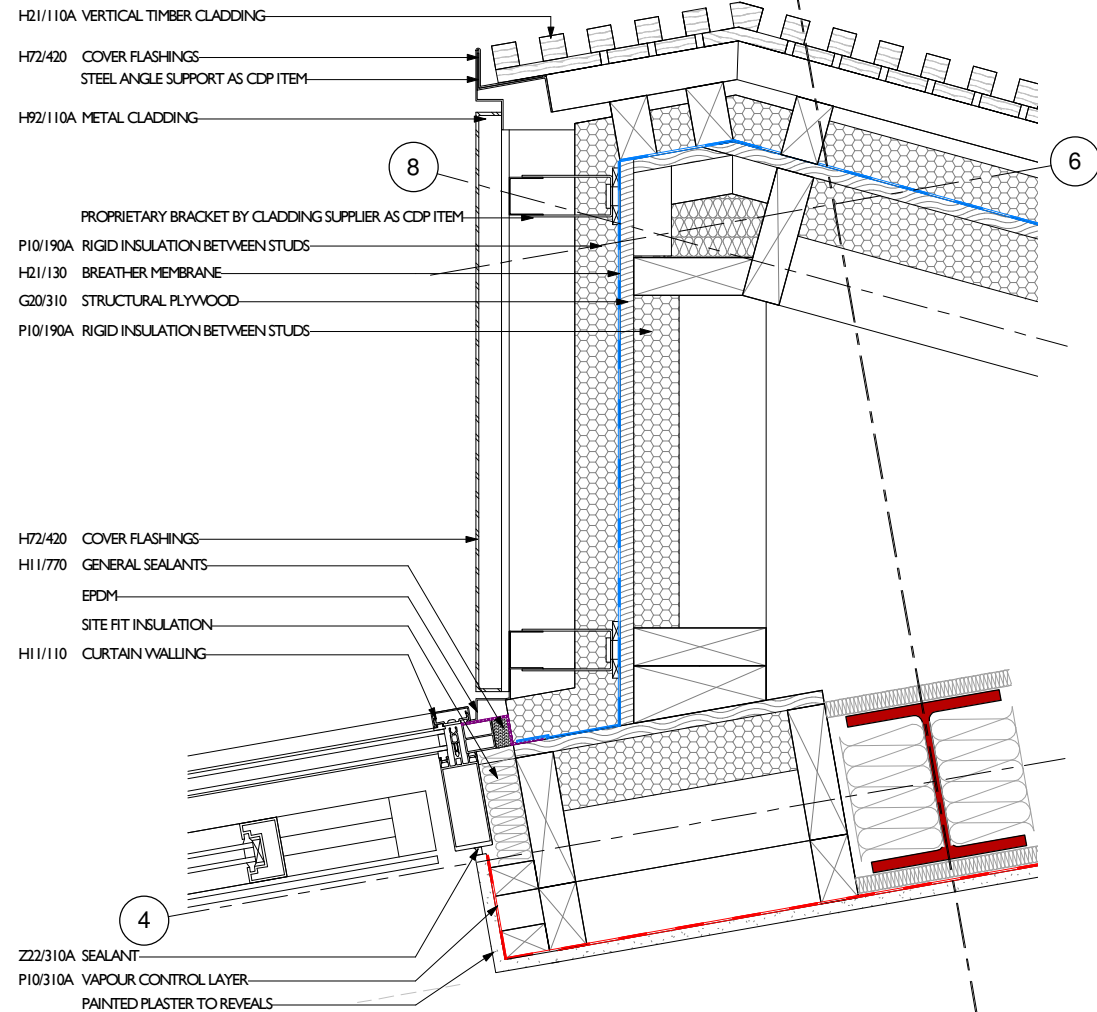 H21/110A VERTICAL TIMBER CLADDING
H72/420 COVER FLASHINGS
STEEL ANGLE SUPPORT AS CDP ITEM
H92/110A METAL CLADDING
8
6
PROPRIETARY BRACKET BY CLADDING SUPPLIER AS CDP ITEM
P10/190A RIGID INSULATION BETWEEN STUDS
H21/130 BREATHER MEMBRANE
G20/310 STRUCTURAL PLYWOOD
P10/190A RIGID INSULATION BETWEEN STUDS
H72/420 COVER FLASHINGS
H11/770 GENERAL SEALANTS
EPDM
SITE FIT INSULATION
H11/110 CURTAIN WALLING
4
Z22/310A SEALANT
P10/310A VAPOUR CONTROL LAYER
PAINTED PLASTER TO REVEALS